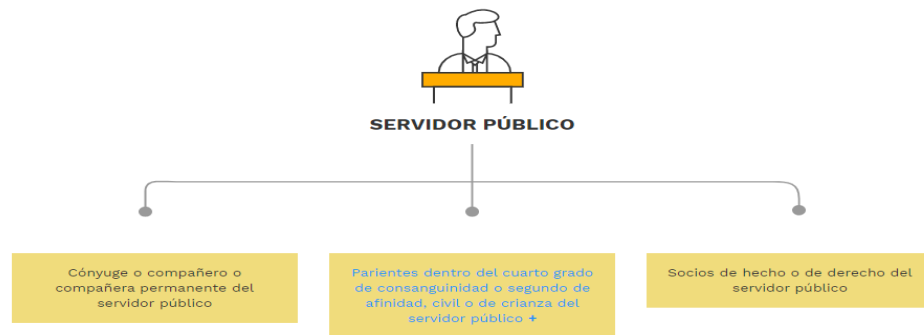 SERVIDOR PÚBLICO
Cónyuge o compañero o
compañera permanente del
servidor público
Parientes dentro del cuarto grado
de consanguinidad o segundo de
afinidad, civil o de crianza del
servidor público +
Socios de hecho o de derecho del
servidor público